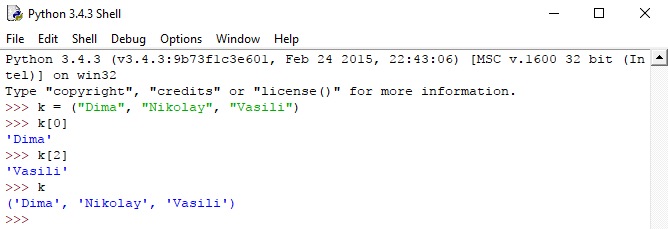 Python 3.4.3 Shell
File Edit Shell Debug Options Window Help
Python 3.4.3 (v3.4.3:9b73f1c3e601, Feb 24 2015, 22:43:06) [MSC v.1600 32 bit (In
tel)] on win32
Type "copyright", "credits" or "license()" for more information.
>>> k = ("Dima", "Nikolay", "Vasili")
>>> k[0]
'Dima'
>>> k[2]
'Vasili'
>>> k
('Dima', 'Nikolay', 'Vasili')
>>>